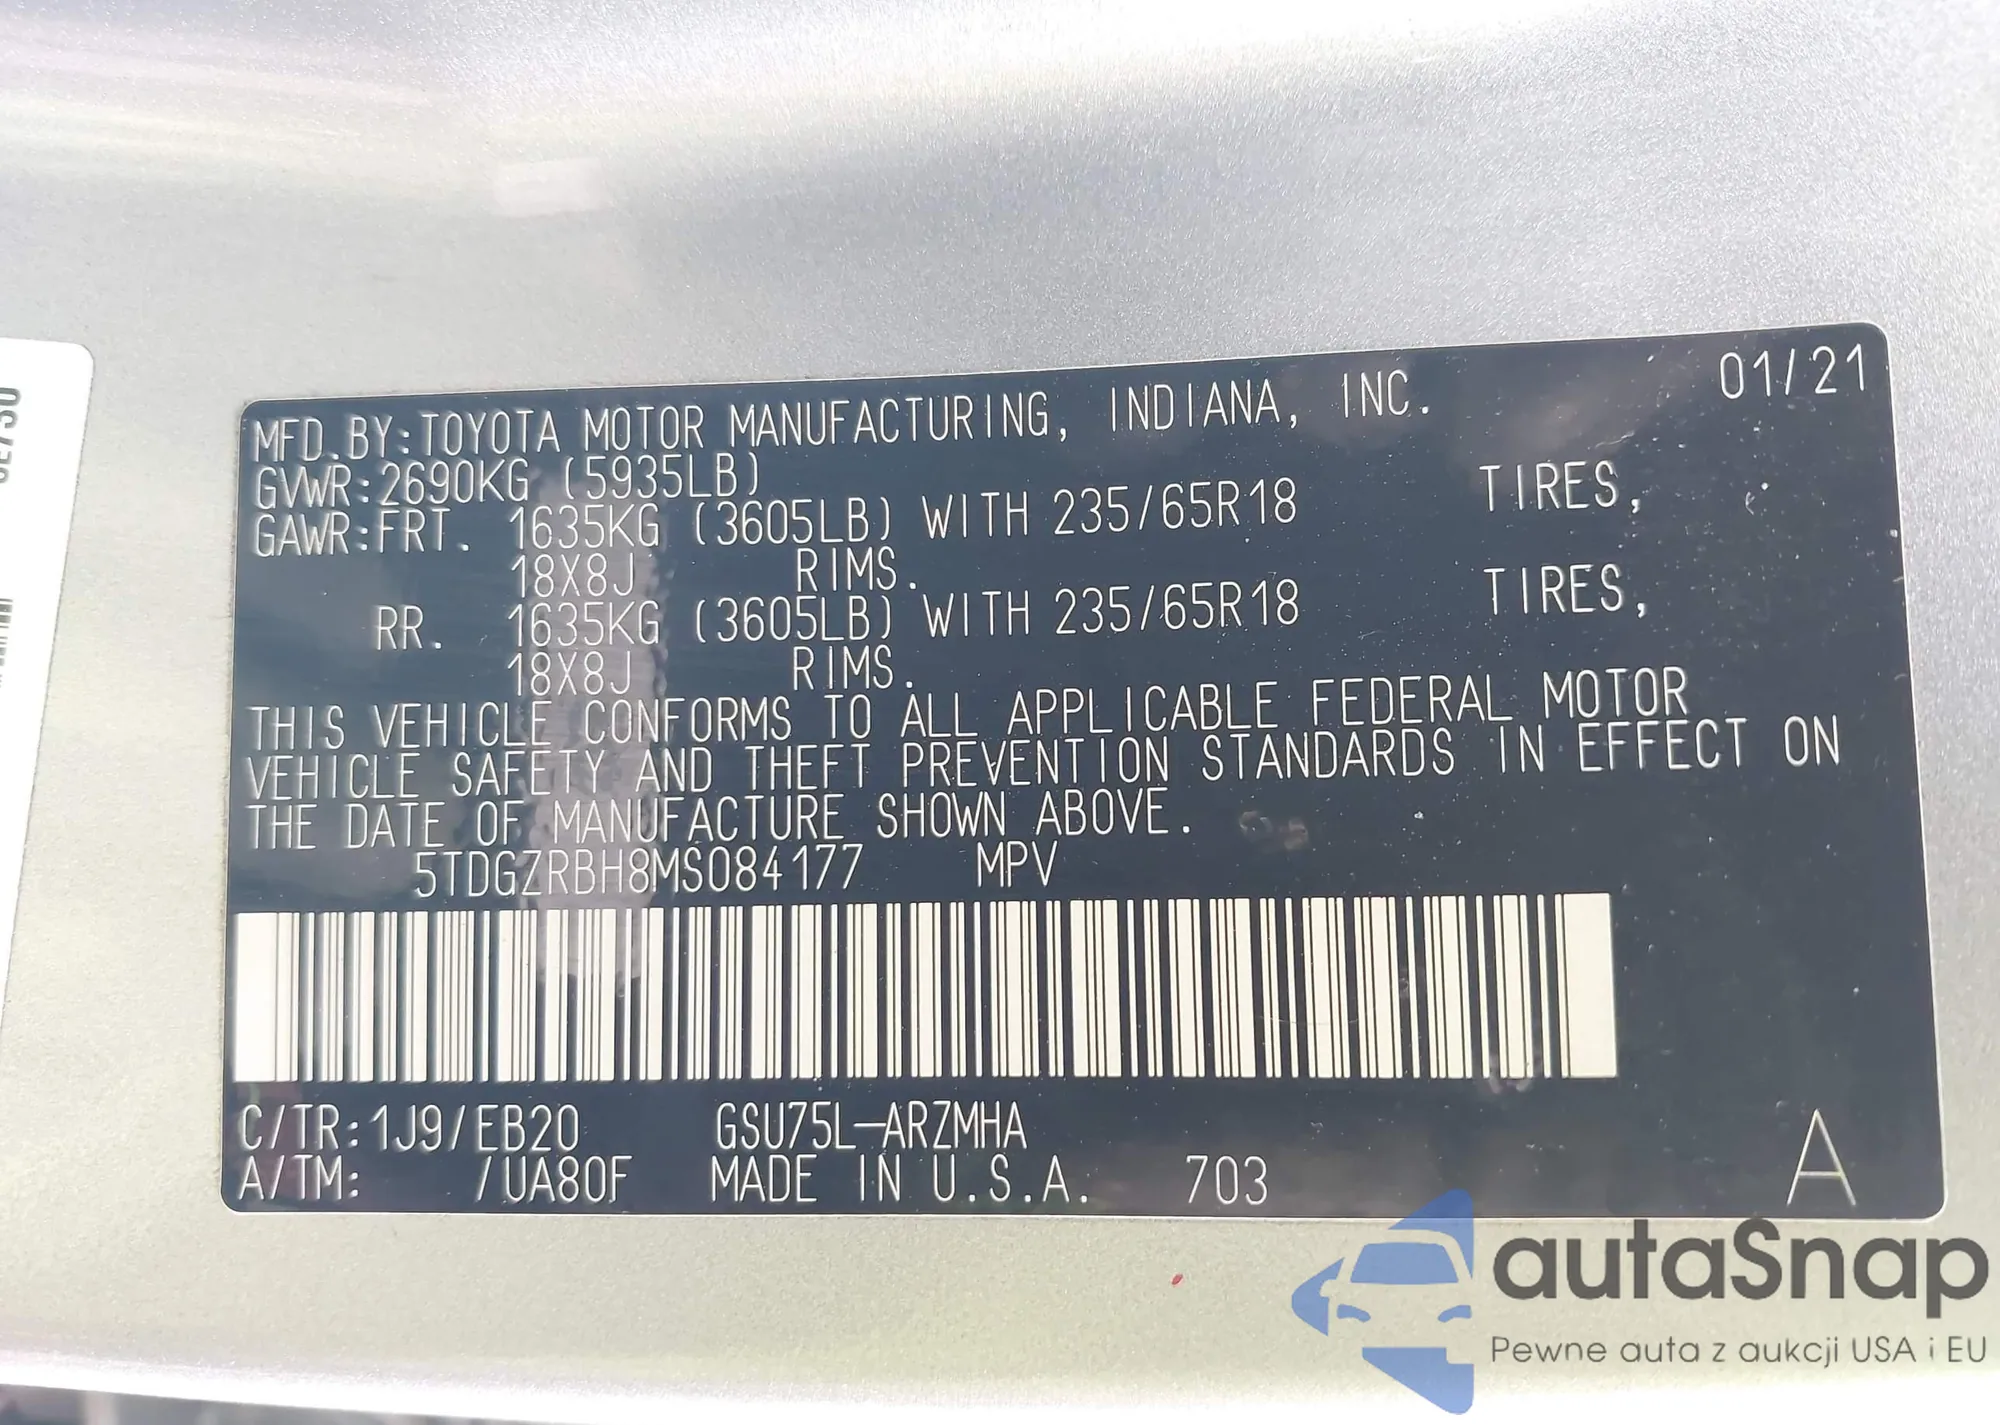 MFD.BY:TOYOTA MOTOR MANUFACTURING, INDIANA, INC. 01/21
GVWR:2690KG (5935LB)
GAWR:FRT. 1635KG (3605LB) WITH 235/65R18 TIRES,
18X8J RIMS.
RR. 1635KG (3605LB) WITH 235/65R18 TIRES,
18X8J RIMS.
THIS VEHICLE CONFORMS TO ALL APPLICABLE FEDERAL MOTOR
VEHICLE SAFETY AND THEFT PREVENTION STANDARDS IN EFFECT ON
THE DATE OF MANUFACTURE SHOWN ABOVE.
5TDGZRBH8MS084177 MPV
C/TR:1J9/EB20 GSU75L-ARZMHA
A/TM: /UA80F MADE IN U.S.A. 703 A
autaSnap
Pewne auta z aukcji USA i EU